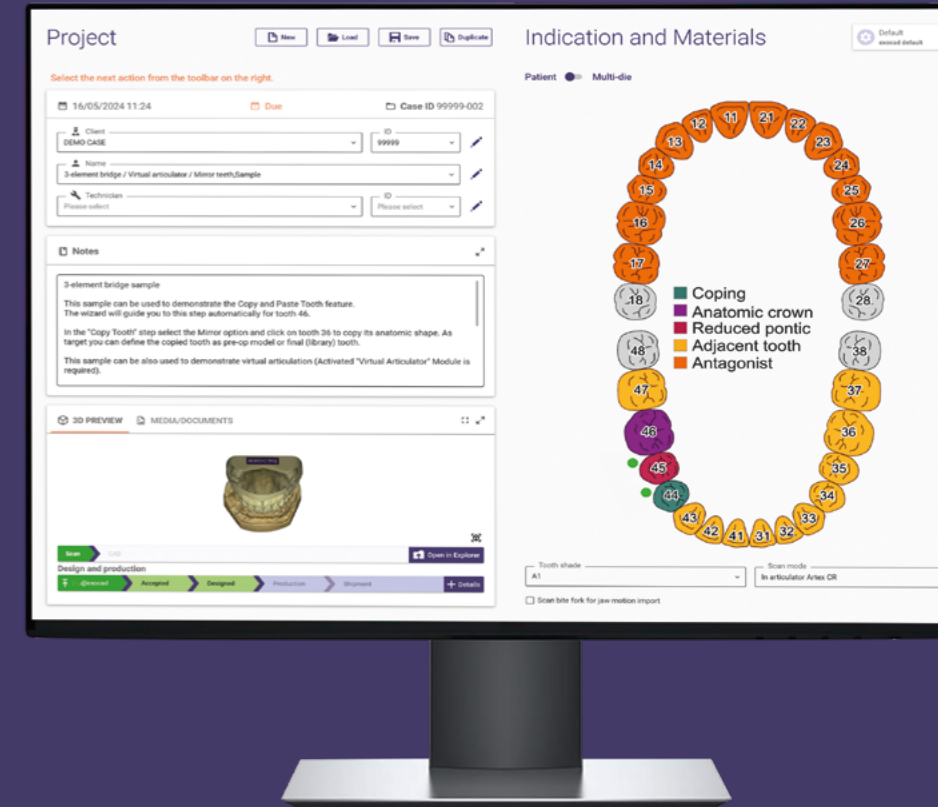 Project
New
Load
Save
Duplicate
Select the next action from the toolbar on the right.
16/05/2024 11:24
Due
Case ID 99999-002
Client
DEMO CASE
ID
99999
Name
3-element bridge / Virtual articulator / Mirror teeth,Sample
Technician
Please select
ID
Please select
Notes
3-element bridge sample
This sample can be used to demonstrate the Copy and Paste Tooth feature.
The wizard will guide you to this step automatically for tooth 46.
In the "Copy Tooth" step select the Mirror option and click on tooth 36 to copy its anatomic shape. As
target you can define the copied tooth as pre-op model or final (library) tooth.
This sample can be also used to demonstrate virtual articulation (Activated "Virtual Articulator" Module is
required).
3D PREVIEW
MEDIA/DOCUMENTS
Scan
CAD
Open in Explorer
Design and production
Accepted
Designed
Production
Shipment
Details
Indication and Materials
Default
exocad default
Patient
Multi-die
12 11 21 22
13 23
14 24
15 25
16 26
17 27
18 28
Coping
Anatomic crown
Reduced pontic
Adjacent tooth
Antagonist
48 38
47 37
46 36
45 35
44 34
43 33
42 41 31 32
Tooth shade
A1
Scan mode
In articulator Artex CR
Scan bite fork for jaw motion import